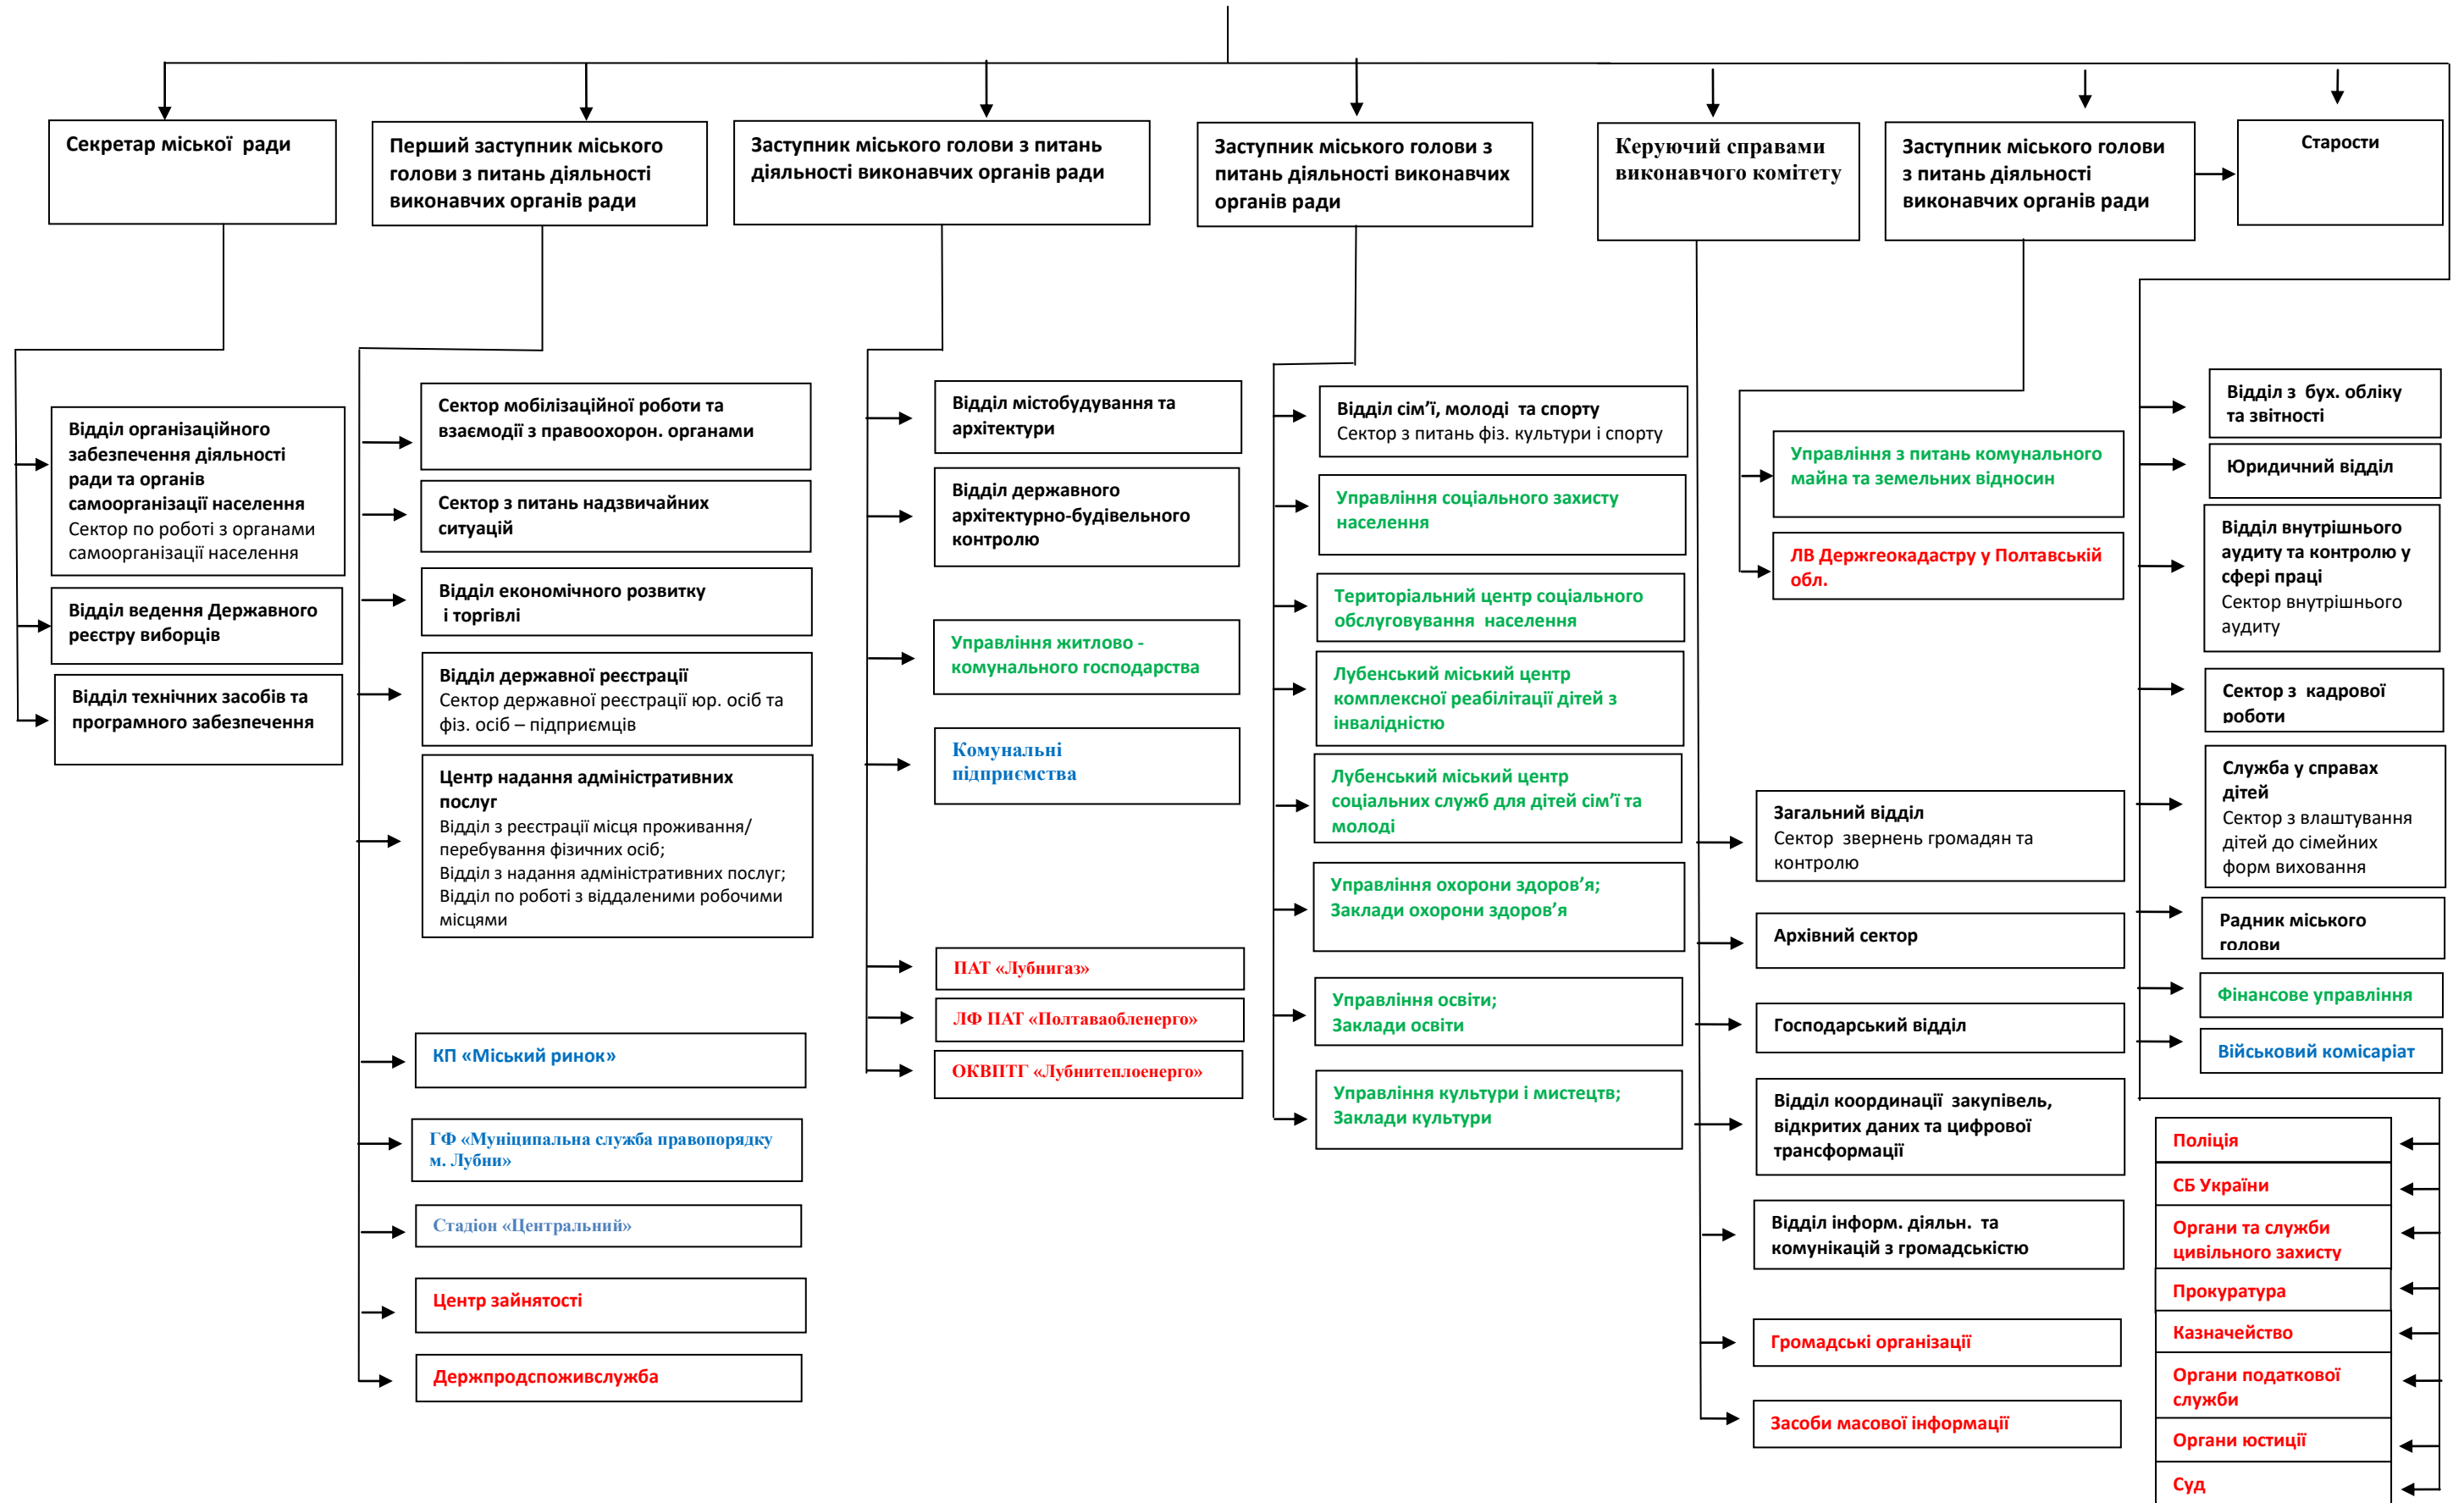 Секретар міської ради
Перший заступник міського
голови з питань діяльності
виконавчих органів ради
Заступник міського голови з питань
діяльності виконавчих органів ради
Заступник міського голови з
питань діяльності виконавчих
органів ради
Керуючий справами
виконавчого комітету
Заступник міського голови
з питань діяльності
виконавчих органів ради
Старости
Відділ організаційного
забезпечення діяльності
ради та органів
самоорганізації населення
Сектор по роботі з органами
самоорганізації населення
Відділ ведення Державного
реєстру виборців
Відділ технічних засобів та
програмного забезпечення
Сектор мобілізаційної роботи та
взаємодії з правоохорон. органами
Сектор з питань надзвичайних
ситуацій
Відділ економічного розвитку
і торгівлі
Відділ державної реєстрації
Сектор державної реєстрації юр. осіб та
фіз. осіб – підприємців
Центр надання адміністративних
послуг
Відділ з реєстрації місця проживання/
перебування фізичних осіб;
Відділ з надання адміністративних послуг;
Відділ по роботі з віддаленими робочими
місцями
КП «Міський ринок»
ГФ «Муніципальна служба правопорядку
м. Лубни»
Стадіон «Центральний»
Центр зайнятості
Держпродспоживслужба
Відділ містобудування та
архітектури
Відділ державного
архітектурно-будівельного
контролю
Управління житлово -
комунального господарства
Комунальні
підприємства
ПАТ «Лубнигаз»
ЛФ ПАТ «Полтаваобленерго»
ОКВПТГ «Лубнитеплоенерго»
Відділ сім’ї, молоді та спорту
Сектор з питань фіз. культури і спорту
Управління соціального захисту
населення
Територіальний центр соціального
обслуговування населення
Лубенський міський центр
комплексної реабілітації дітей з
інвалідністю
Лубенський міський центр
соціальних служб для дітей сім’ї та
молоді
Управління охорони здоров’я;
Заклади охорони здоров’я
Управління освіти;
Заклади освіти
Управління культури і мистецтв;
Заклади культури
Загальний відділ
Сектор звернень громадян та
контролю
Архівний сектор
Господарський відділ
Відділ координації закупівель,
відкритих даних та цифрової
трансформації
Відділ інформ. діяльн. та
комунікацій з громадськістю
Громадські організації
Засоби масової інформації
Управління з питань комунального
майна та земельних відносин
ЛВ Держгеокадастру у Полтавській
обл.
Відділ з бух. обліку
та звітності
Юридичний відділ
Відділ внутрішнього
аудиту та контролю у
сфері праці
Сектор внутрішнього
аудиту
Сектор з кадрової
роботи
Служба у справах
дітей
Сектор з влаштування
дітей до сімейних
форм виховання
Радник міського
голови
Фінансове управління
Військовий комісаріат
Поліція
СБ України
Органи та служби
цивільного захисту
Прокуратура
Казначейство
Органи податкової
служби
Органи юстиції
Суд